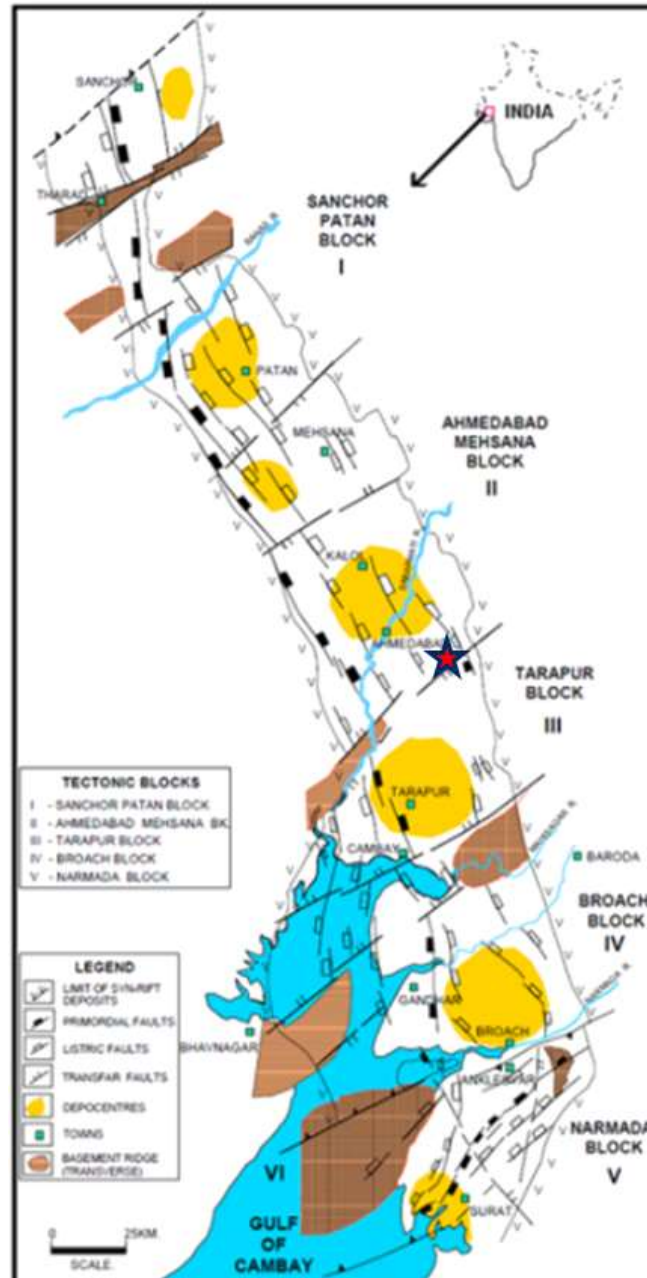 SANCHOR
INDIA
THARAD
SANCHOR
PATAN
BLOCK
I
PATAN
MEHSANA
AHMEDABAD
MEHSANA
BLOCK
II
KALOL
AHMEDABAD
TARAPUR
BLOCK
III
TECTONIC BLOCKS
I - SANCHOR PATAN BLOCK
II - AHMEDABAD MEHSANA BK.
III - TARAPUR BLOCK
IV - BROACH BLOCK
V - NARMADA BLOCK
TARAPUR
CAMBAY
BARODA
BROACH
BLOCK
IV
LEGEND
LIMIT OF SYN-RIFT
DEPOSITS
PRIMORDIAL FAULTS
LISTRIC FAULTS
TRANSFAR FAULTS
DEPOCENTRES
TOWNS
BASEMENT RIDGE
(TRANSVERSE)
GANDHAR
BHAVNAGAR
BROACH
NARMADA R.
ANKLESVAR
NARMADA
BLOCK
V
VI
SURAT
GULF
OF
CAMBAY
0 25KM.
SCALE.